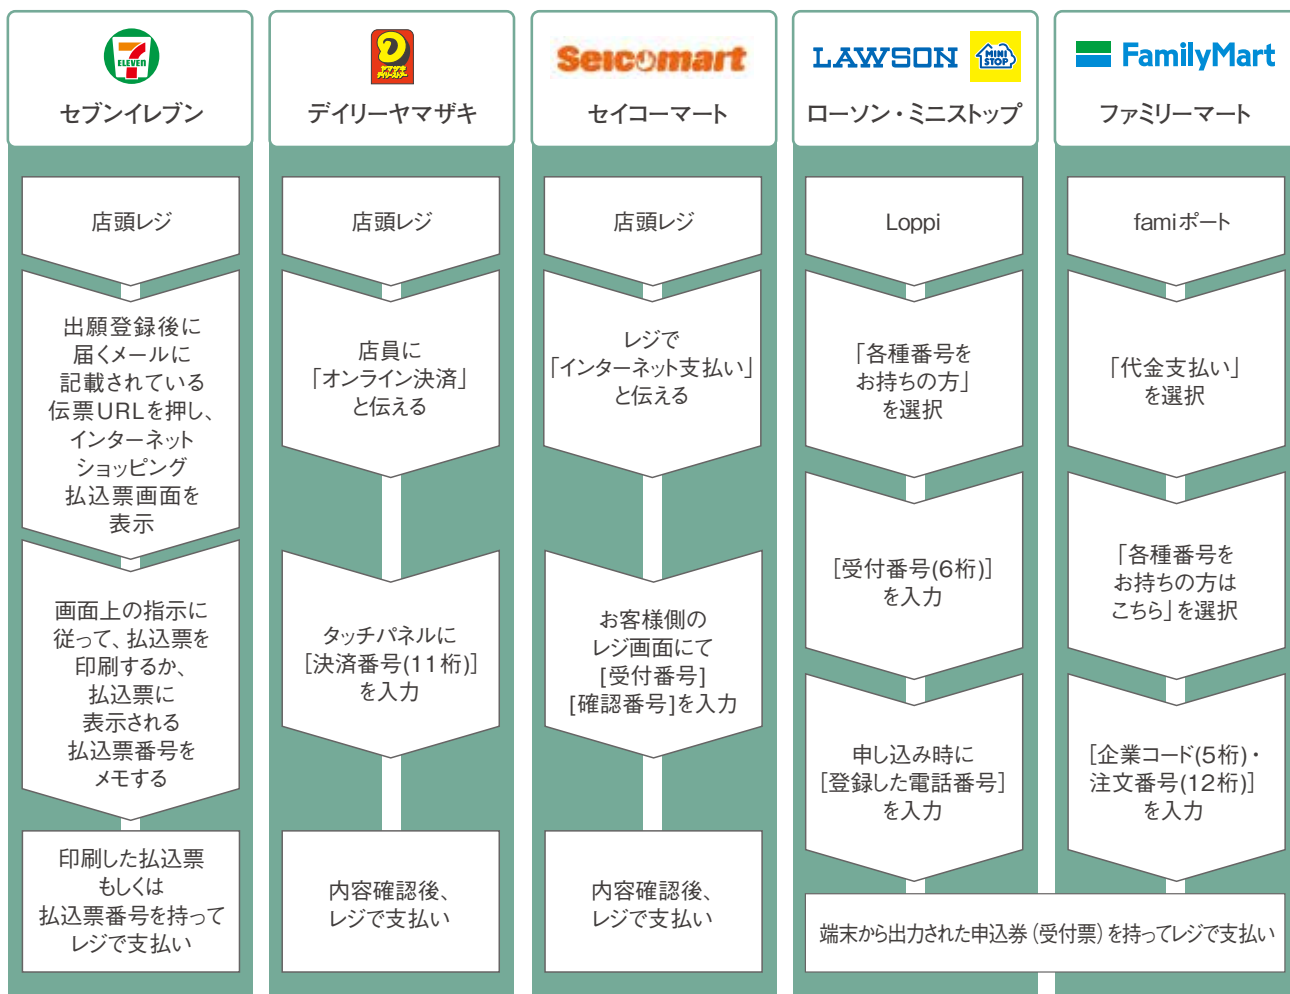 7
ELEVEN
セブンイレブン
店頭レジ
出願登録後に
届くメールに
記載されている
伝票URLを押し、
インターネット
ショッピング
払込票画面を
表示
画面上の指示に
従って、払込票を
印刷するか、
払込票に
表示される
払込票番号を
メモする
印刷した払込票
もしくは
払込票番号を持って
レジで支払い
デイリーヤマザキ
店頭レジ
店員に
「オンライン決済」
と伝える
タッチパネルに
[決済番号(11桁)]
を入力
内容確認後、
レジで支払い
Seicomart
セイコーマート
店頭レジ
レジで
「インターネット支払い」
と伝える
お客様側の
レジ画面にて
[受付番号]
[確認番号]を入力
内容確認後、
レジで支払い
LAWSON
MINI
STOP
ローソン・ミニストップ
Loppi
「各種番号を
お持ちの方」
を選択
[受付番号(6桁)]
を入力
申し込み時に
[登録した電話番号]
を入力
FamilyMart
ファミリーマート
famiポート
「代金支払い」
を選択
「各種番号を
お持ちの方は
こちら」を選択
[企業コード(5桁)・
注文番号(12桁)]
を入力
端末から出力された申込券(受付票)を持ってレジで支払い